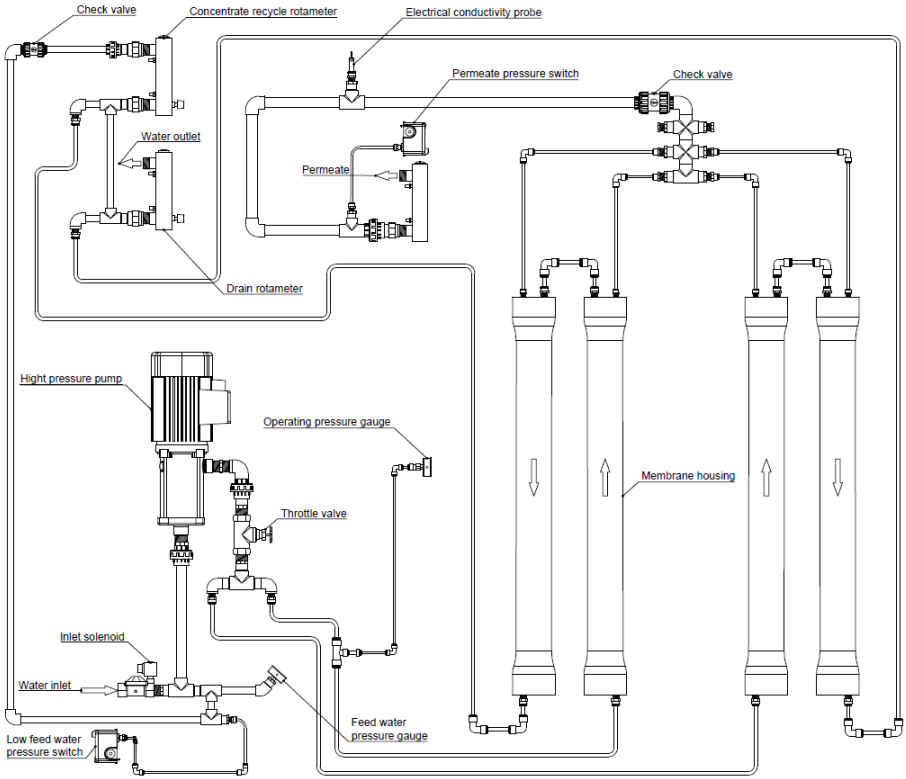 Check valve
Concentrate recycle rotameter
Electrical conductivity probe
Permeate pressure switch
Check valve
Water outlet
Permeate
Drain rotameter
Hight pressure pump
Operating pressure gauge
Membrane housing
Throttle valve
Inlet solenoid
Water inlet
Feed water
pressure gauge
Low feed water
pressure switch